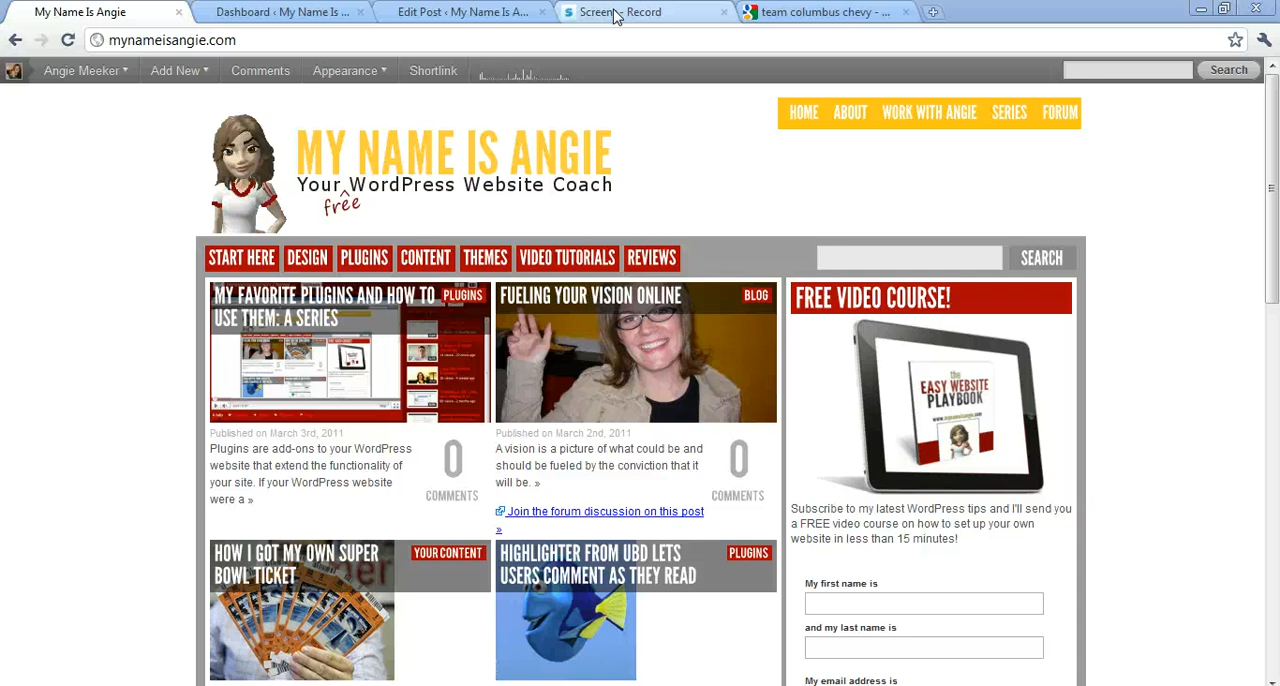 My Name Is Angie
Dashboard ‹ My Name Is ...
Edit Post ‹ My Name Is A...
Screenr - Record
team columbus chevy - ...
mynameisangie.com
Angie Meeker
Add New
Comments
Appearance
Shortlink
Search
HOME ABOUT WORK WITH ANGIE SERIES FORUM
MY NAME IS ANGIE
Your ^ WordPress Website Coach
free
START HERE DESIGN PLUGINS CONTENT THEMES VIDEO TUTORIALS REVIEWS
SEARCH
MY FAVORITE PLUGINS AND HOW TO
USE THEM: A SERIES
PLUGINS
Published on March 3rd, 2011
Plugins are add-ons to your WordPress
website that extend the functionality of
your site. If your WordPress website
were a »
0
COMMENTS
FUELING YOUR VISION ONLINE
BLOG
Published on March 2nd, 2011
A vision is a picture of what could be and
should be fueled by the conviction that it
will be. »
Join the forum discussion on this post
»
0
COMMENTS
HOW I GOT MY OWN SUPER
BOWL TICKET
YOUR CONTENT
HIGHLIGHTER FROM UBD LETS
USERS COMMENT AS THEY READ
PLUGINS
FREE VIDEO COURSE!
the
EASY WEBSITE
PLAYBOOK
www.mynameisangie.com
Subscribe to my latest WordPress tips and I'll send you
a FREE video course on how to set up your own
website in less than 15 minutes!
My first name is
and my last name is
My email address is